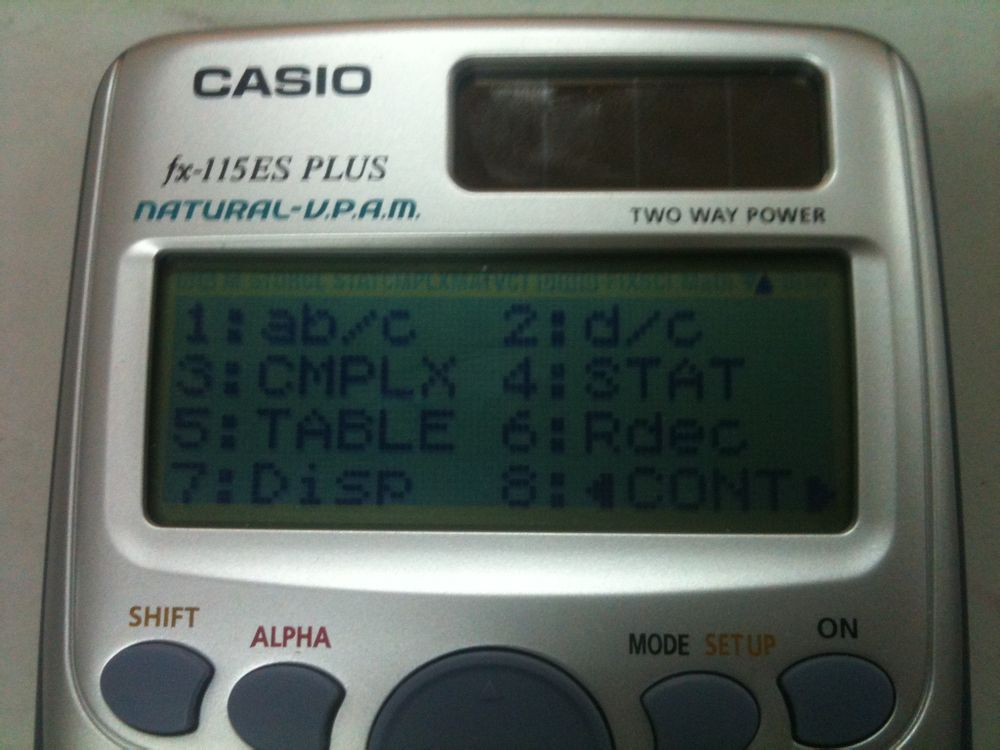 CASIO
fx-115ES PLUS
NATURAL-V.P.A.M.
TWO WAY POWER
1:ab/c 2:d/c
3:CMPLX 4:STAT
5:TABLE 6:Rdec
7:Disp 8:◀CONT▶
SHIFT
ALPHA
MODE SETUP
ON